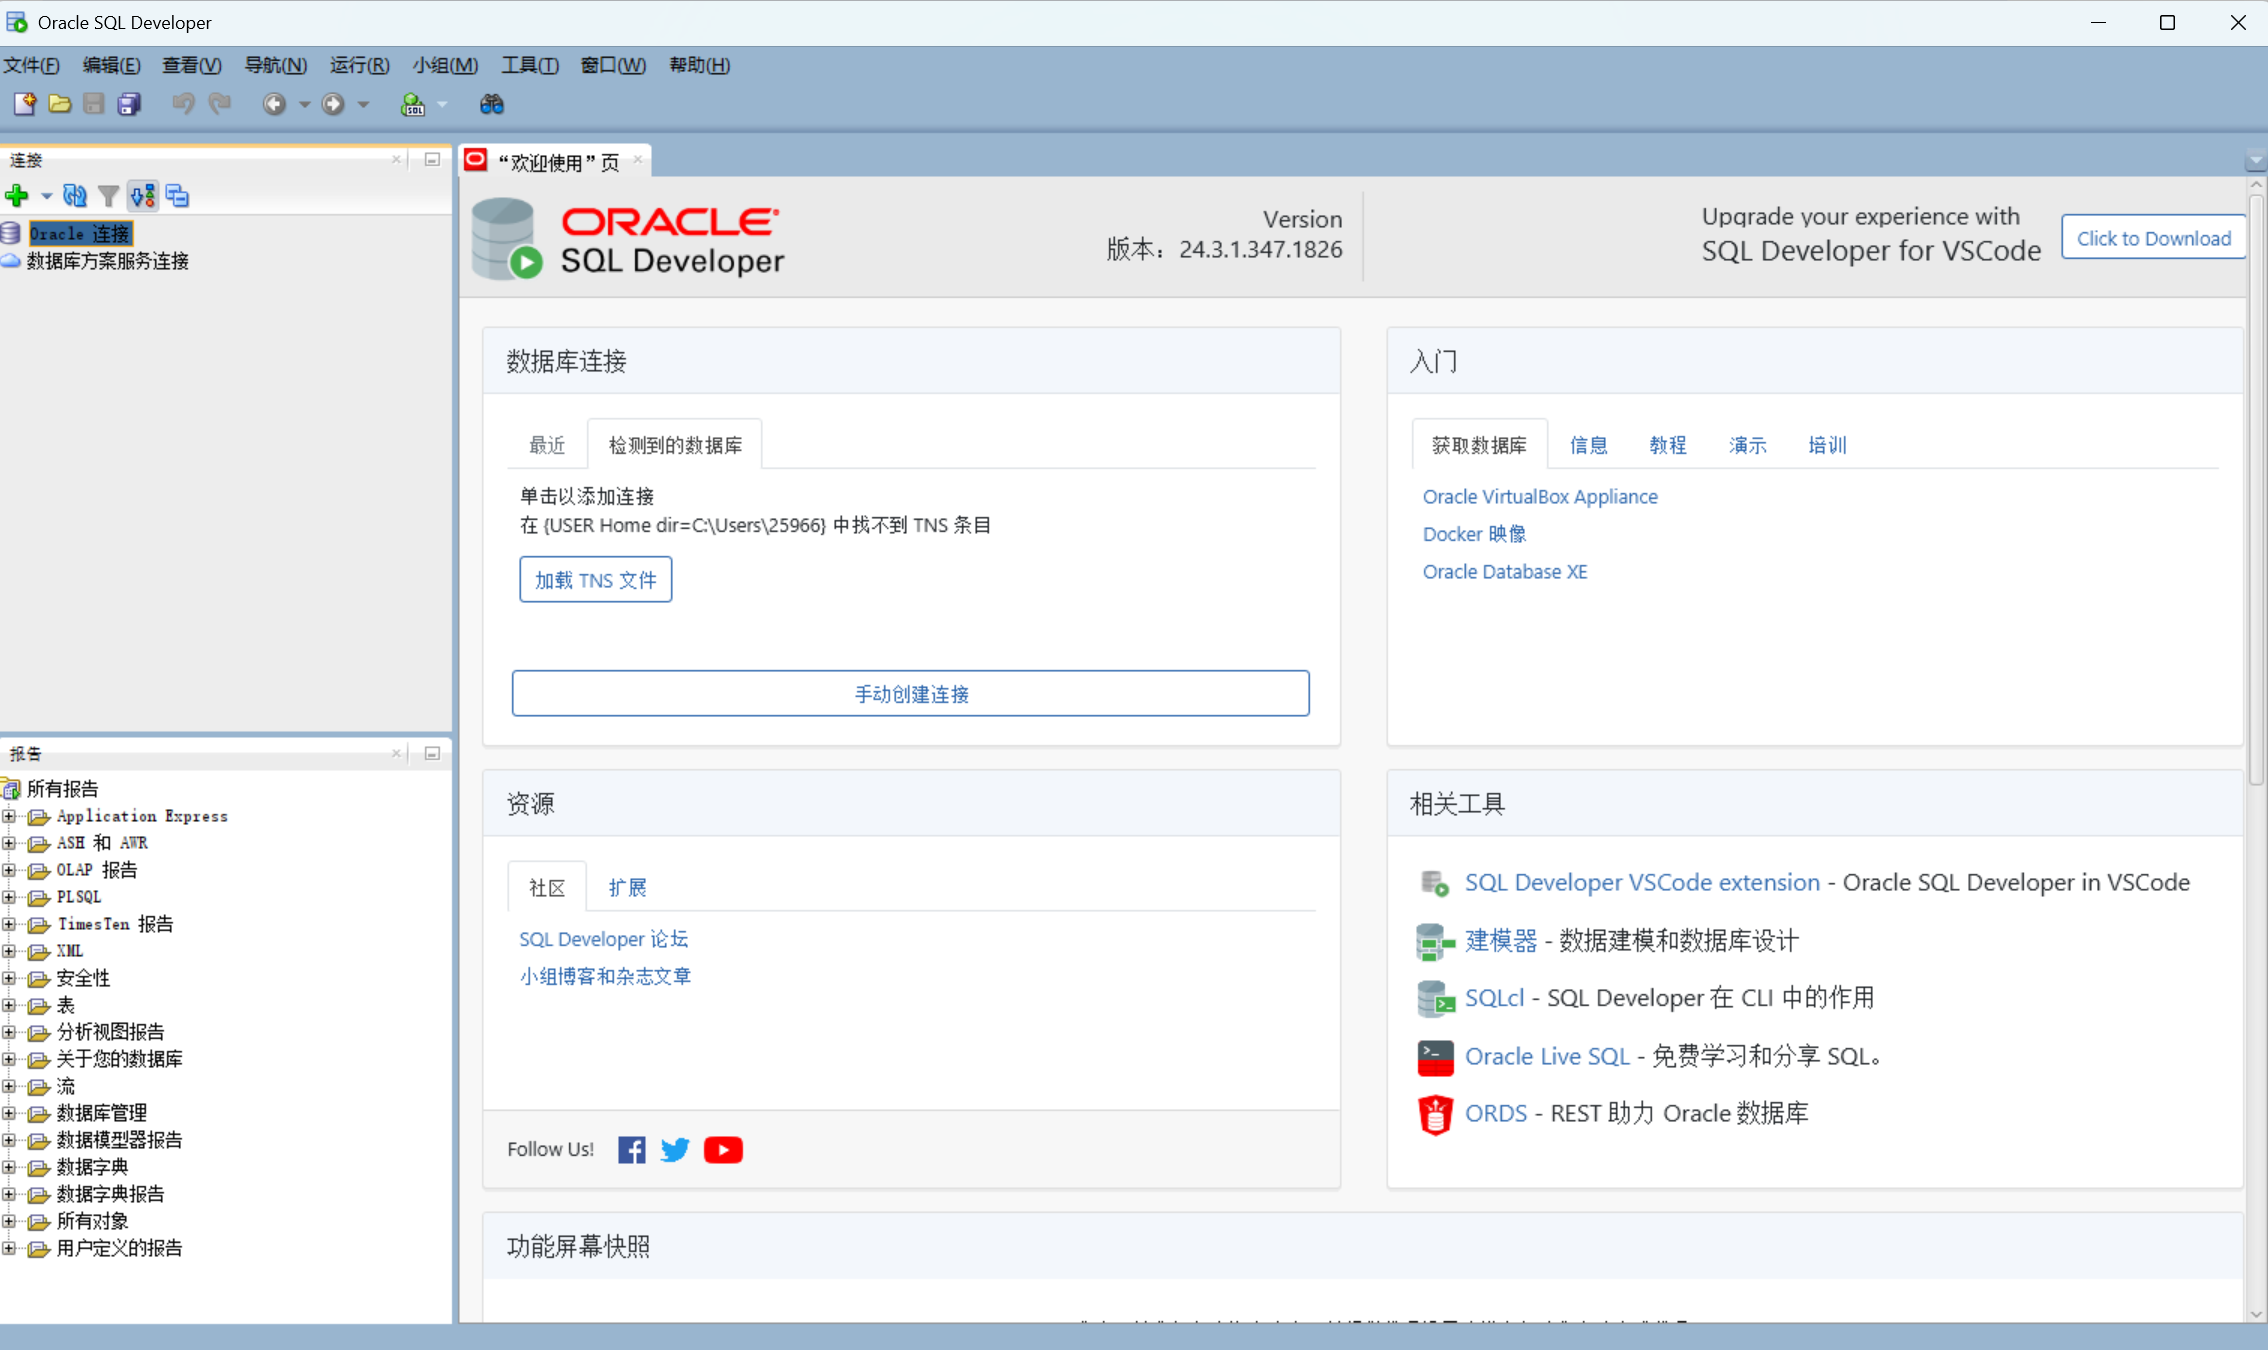 Oracle SQL Developer
文件(F) 编辑(E) 查看(V) 导航(N) 运行(R) 小组(M) 工具(T) 窗口(W) 帮助(H)
连接
Oracle 连接
数据库方案服务连接
报告
所有报告
Application Express
ASH 和 AWR
OLAP 报告
PLSQL
TimesTen 报告
XML
安全性
表
分析视图报告
关于您的数据库
流
数据库管理
数据模型器报告
数据字典
数据字典报告
所有对象
用户定义的报告
“欢迎使用”页
ORACLE
SQL Developer
Version
版本：24.3.1.347.1826
Upgrade your experience with
SQL Developer for VSCode
Click to Download
数据库连接
最近 检测到的数据库
单击以添加连接
在 {USER Home dir=C:\Users\25966} 中找不到 TNS 条目
加载 TNS 文件
手动创建连接
入门
获取数据库 信息 教程 演示 培训
Oracle VirtualBox Appliance
Docker 映像
Oracle Database XE
资源
社区 扩展
SQL Developer 论坛
小组博客和杂志文章
Follow Us!
相关工具
SQL Developer VSCode extension - Oracle SQL Developer in VSCode
建模器 - 数据建模和数据库设计
SQLcl - SQL Developer 在 CLI 中的作用
Oracle Live SQL - 免费学习和分享 SQL。
ORDS - REST 助力 Oracle 数据库
功能屏幕快照